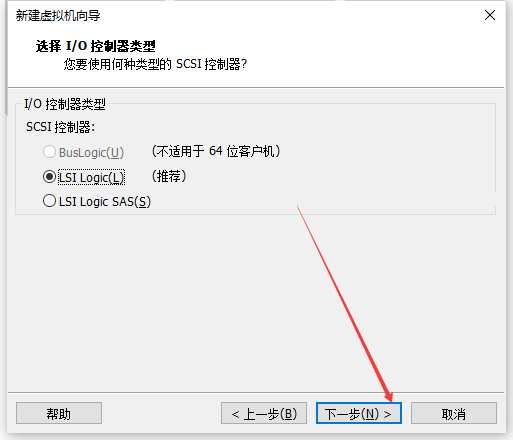 新建虚拟机向导
选择 I/O 控制器类型
您要使用何种类型的 SCSI 控制器?
I/O 控制器类型
SCSI 控制器:
BusLogic(U) (不适用于 64 位客户机)
LSI Logic(L) (推荐)
LSI Logic SAS(S)
帮助 < 上一步(B) 下一步(N) > 取消